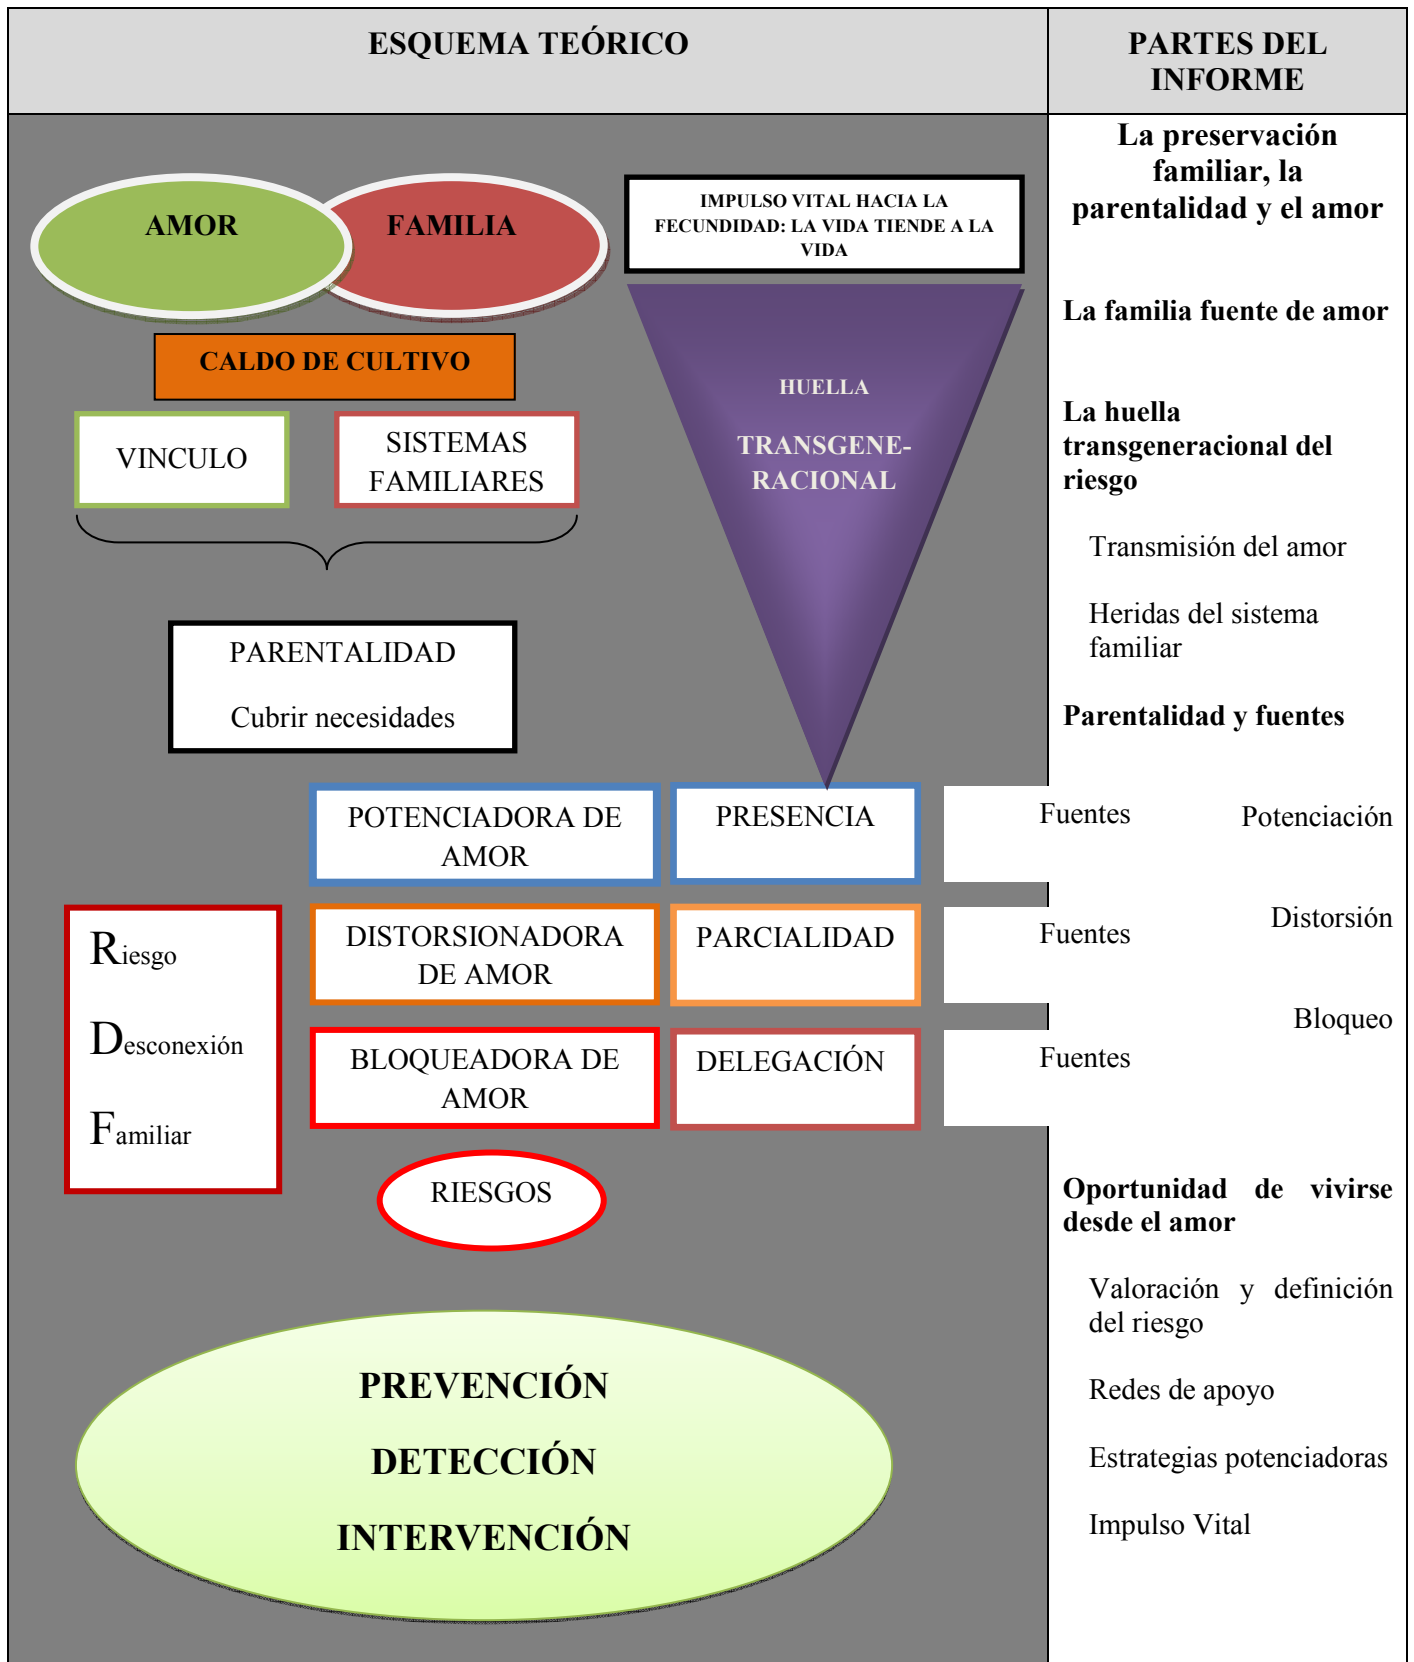 ESQUEMA TEÓRICO
PARTES DEL
INFORME
AMOR
FAMILIA
IMPULSO VITAL HACIA LA
FECUNDIDAD: LA VIDA TIENDE A LA
VIDA
CALDO DE CULTIVO
VINCULO
SISTEMAS
FAMILIARES
HUELLA
TRANSGENE-
RACIONAL
PARENTALIDAD
Cubrir necesidades
POTENCIADORA DE
AMOR
PRESENCIA
DISTORSIONADORA
DE AMOR
PARCIALIDAD
BLOQUEADORA DE
AMOR
DELEGACIÓN
Riesgo
Desconexión
Familiar
RIESGOS
PREVENCIÓN
DETECCIÓN
INTERVENCIÓN
La preservación
familiar, la
parentalidad y el amor
La familia fuente de amor
La huella
transgeneracional del
riesgo
Transmisión del amor
Heridas del sistema
familiar
Parentalidad y fuentes
Fuentes
Potenciación
Fuentes
Distorsión
Fuentes
Bloqueo
Oportunidad de vivirse
desde el amor
Valoración y definición
del riesgo
Redes de apoyo
Estrategias potenciadoras
Impulso Vital